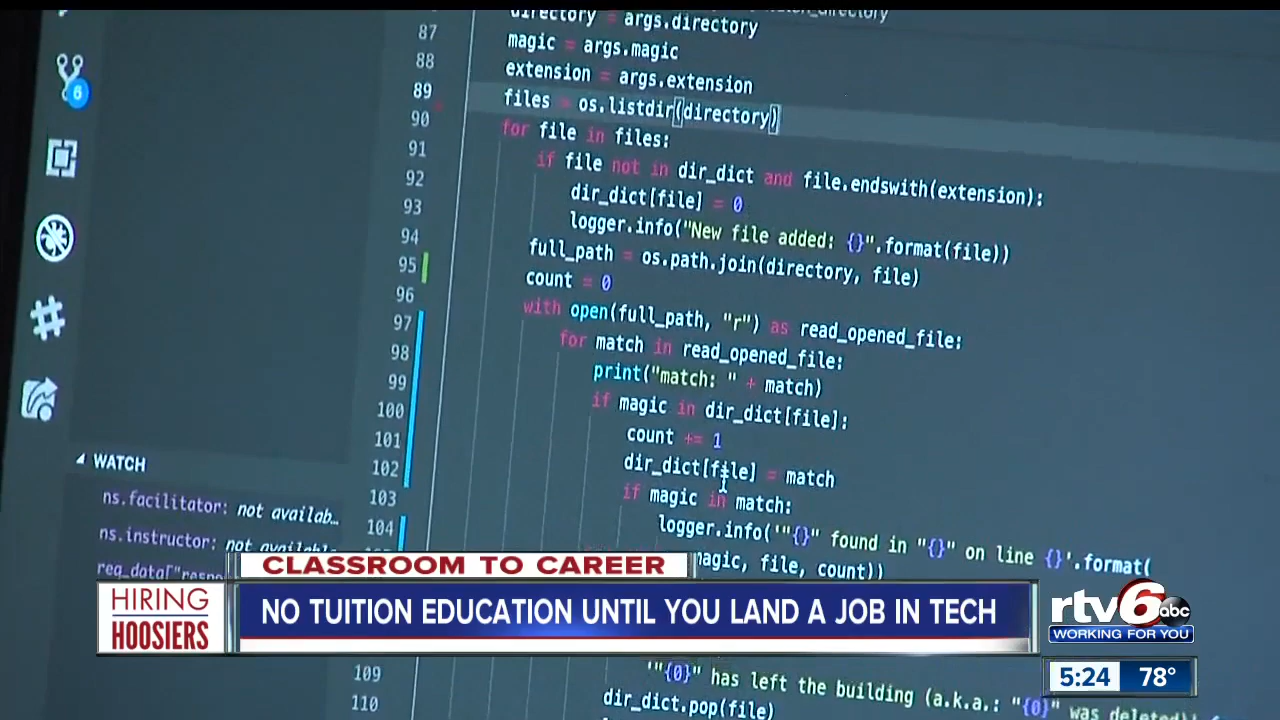 directory = args.directory
87
magic = args.magic
88
extension = args.extension
89
files = os.listdir(directory)
90
for file in files:
91
if file not in dir_dict and file.endswith(extension):
92
dir_dict[file] = 0
93
logger.info("New file added: {}".format(file))
94
full_path = os.path.join(directory, file)
95
count = 0
96
with open(full_path, "r") as read_opened_file:
97
for match in read_opened_file:
98
print("match: " + match)
99
if magic in dir_dict[file]:
100
count += 1
101
dir_dict[file] = match
102
if magic in match:
103
logger.info('"{}" found in "{}" on line {}'.format(
104
magic, file, count))
6
WATCH
ns.facilitator: not availab…
ns.instructor: not available
req_data["respo
CLASSROOM TO CAREER
HIRING
HOOSIERS
NO TUITION EDUCATION UNTIL YOU LAND A JOB IN TECH
rtv6 abc
WORKING FOR YOU
5:24 78°
109
'"{0}" has left the building (a.k.a.: "{0}" was deleted)'
110
dir_dict.pop(file)